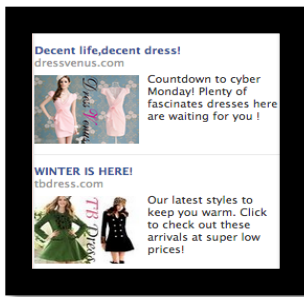 Decent life,decent dress!
dressvenus.com
Dress Venus
Countdown to cyber
Monday! Plenty of
fascinates dresses here
are waiting for you !
WINTER IS HERE!
tbdress.com
TB Dress
Our latest styles to
keep you warm. Click
to check out these
arrivals at super low
prices!